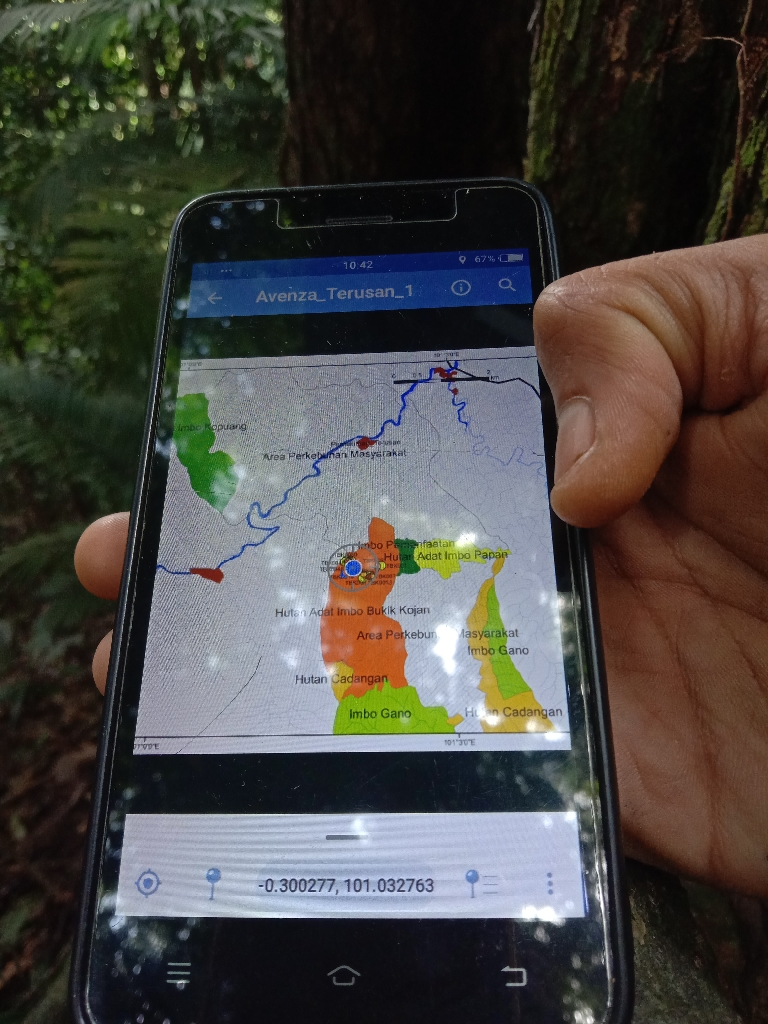 10:42
67%
Avenza_Terusan_1
Imbo Kopuang
Area Perkebunan Masyarakat
Imbo Pemanfaatan
Hutan Adat Imbo Papan
Hutan Adat Imbo Bukik Kojan
Area Perkebunan Masyarakat
Imbo Gano
Hutan Cadangan
Imbo Gano
Hutan Cadangan
101°3'0"E
-0.300277, 101.032763